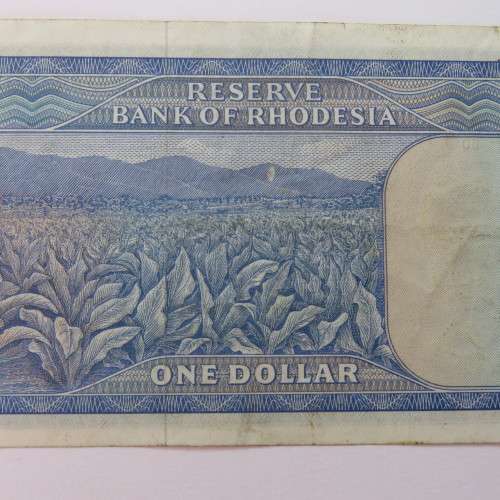 RESERVE
BANK OF RHODESIA
ONE DOLLAR